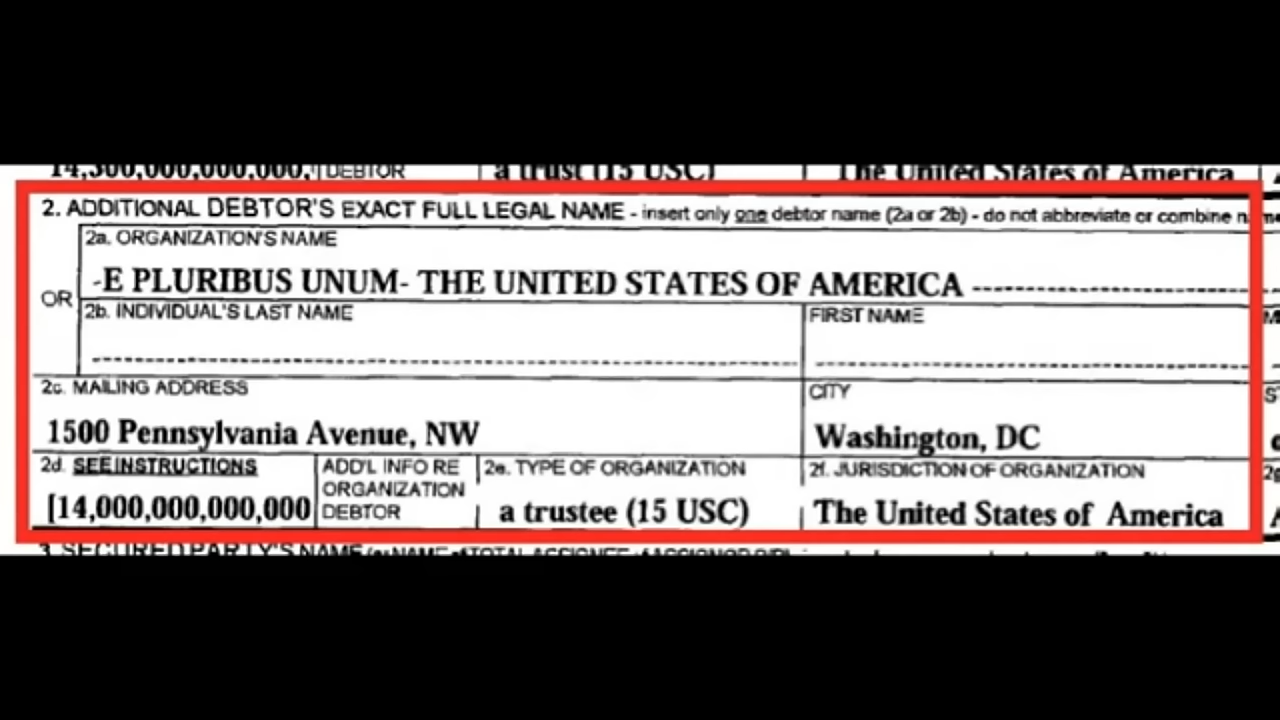 14,300,000,000,000, DEBTOR a trust (15 USC) The United States of America
2. ADDITIONAL DEBTOR'S EXACT FULL LEGAL NAME - insert only one debtor name (2a or 2b) - do not abbreviate or combine
2a. ORGANIZATION'S NAME
-E PLURIBUS UNUM- THE UNITED STATES OF AMERICA
OR
2b. INDIVIDUAL'S LAST NAME FIRST NAME
2c. MAILING ADDRESS CITY
1500 Pennsylvania Avenue, NW Washington, DC
2d. SEE INSTRUCTIONS ADD'L INFO RE 2e. TYPE OF ORGANIZATION 2f. JURISDICTION OF ORGANIZATION
ORGANIZATION
[14,000,000,000,000 DEBTOR a trustee (15 USC) The United States of America
3. SECURED PARTY'S NAME